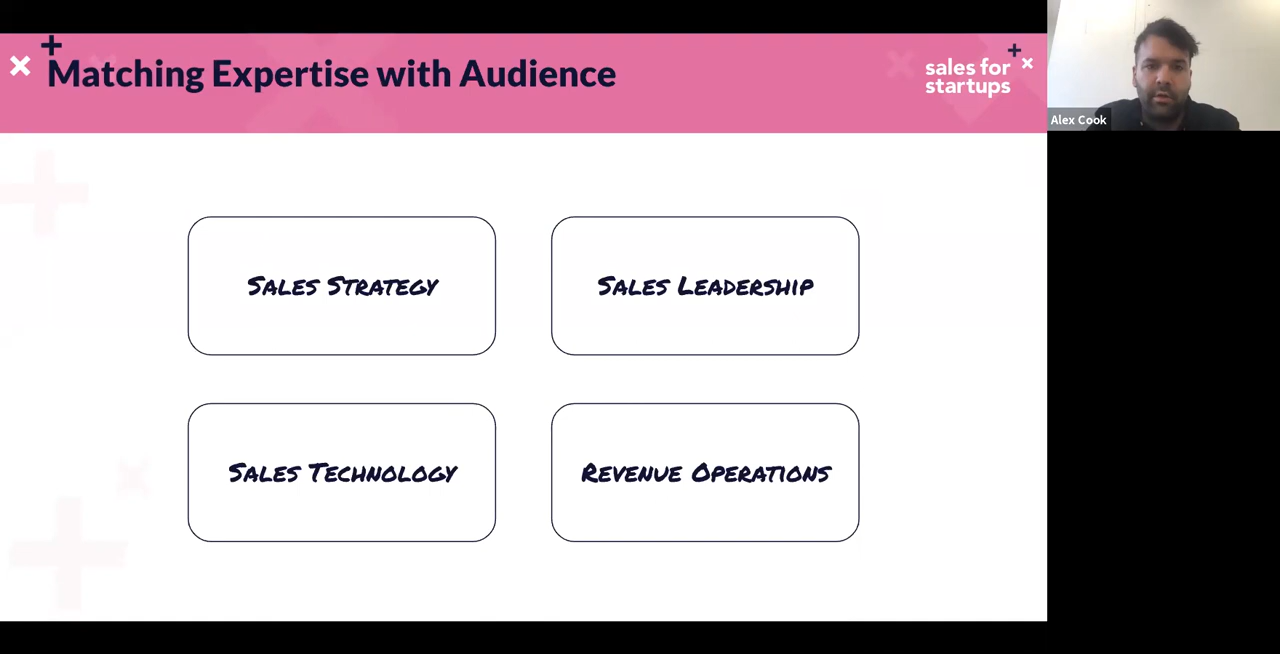 Matching Expertise with Audience
sales for
startups
Alex Cook
Sales Strategy
Sales Leadership
Sales Technology
Revenue Operations